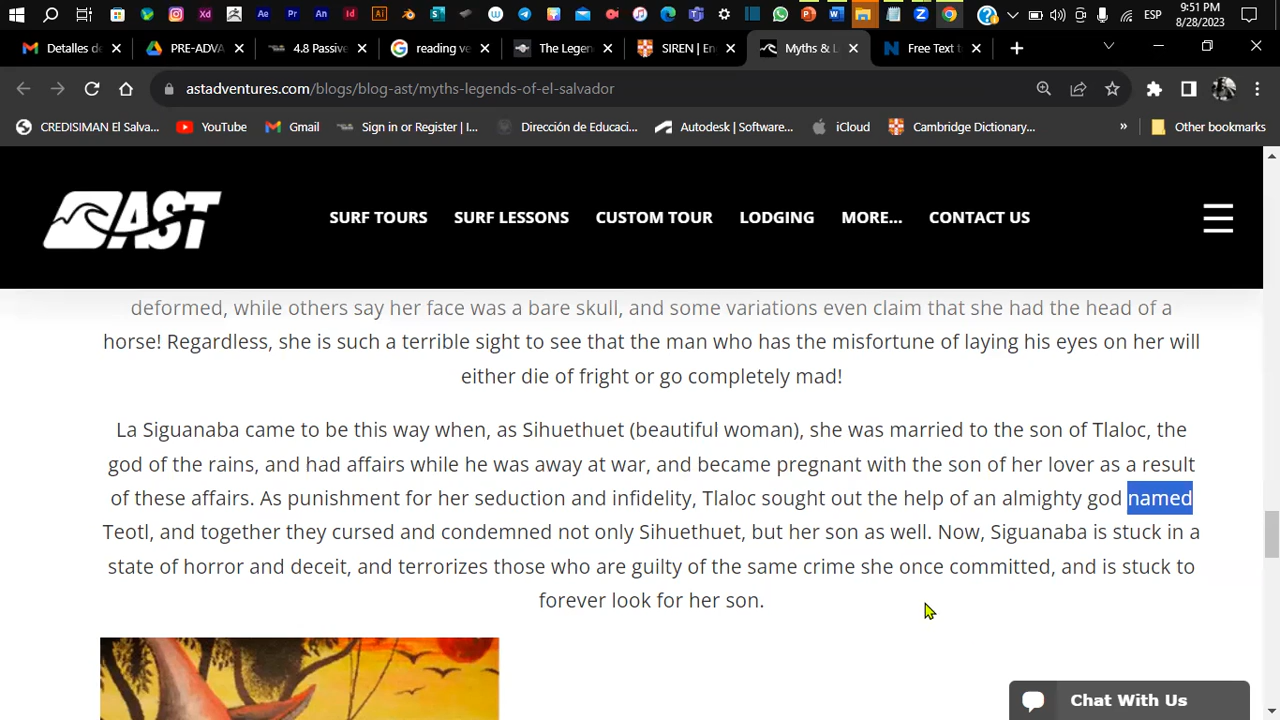 Xd
Ae
Pr
An
Id
Ai
ESP
9:51 PM
8/28/2023
Detalles de
PRE-ADVA
4.8 Passive
reading ve
The Legen
SIREN | En
Myths & L
Free Text t
astadventures.com/blogs/blog-ast/myths-legends-of-el-salvador
CREDISIMAN El Salva...
YouTube
Gmail
Sign in or Register | I...
Dirección de Educaci...
Autodesk | Software...
iCloud
Cambridge Dictionary...
»
Other bookmarks
AST
SURF TOURS
SURF LESSONS
CUSTOM TOUR
LODGING
MORE...
CONTACT US
deformed, while others say her face was a bare skull, and some variations even claim that she had the head of a
horse! Regardless, she is such a terrible sight to see that the man who has the misfortune of laying his eyes on her will
either die of fright or go completely mad!
La Siguanaba came to be this way when, as Sihuethuet (beautiful woman), she was married to the son of Tlaloc, the
god of the rains, and had affairs while he was away at war, and became pregnant with the son of her lover as a result
of these affairs. As punishment for her seduction and infidelity, Tlaloc sought out the help of an almighty god named
Teotl, and together they cursed and condemned not only Sihuethuet, but her son as well. Now, Siguanaba is stuck in a
state of horror and deceit, and terrorizes those who are guilty of the same crime she once committed, and is stuck to
forever look for her son.
Chat With Us